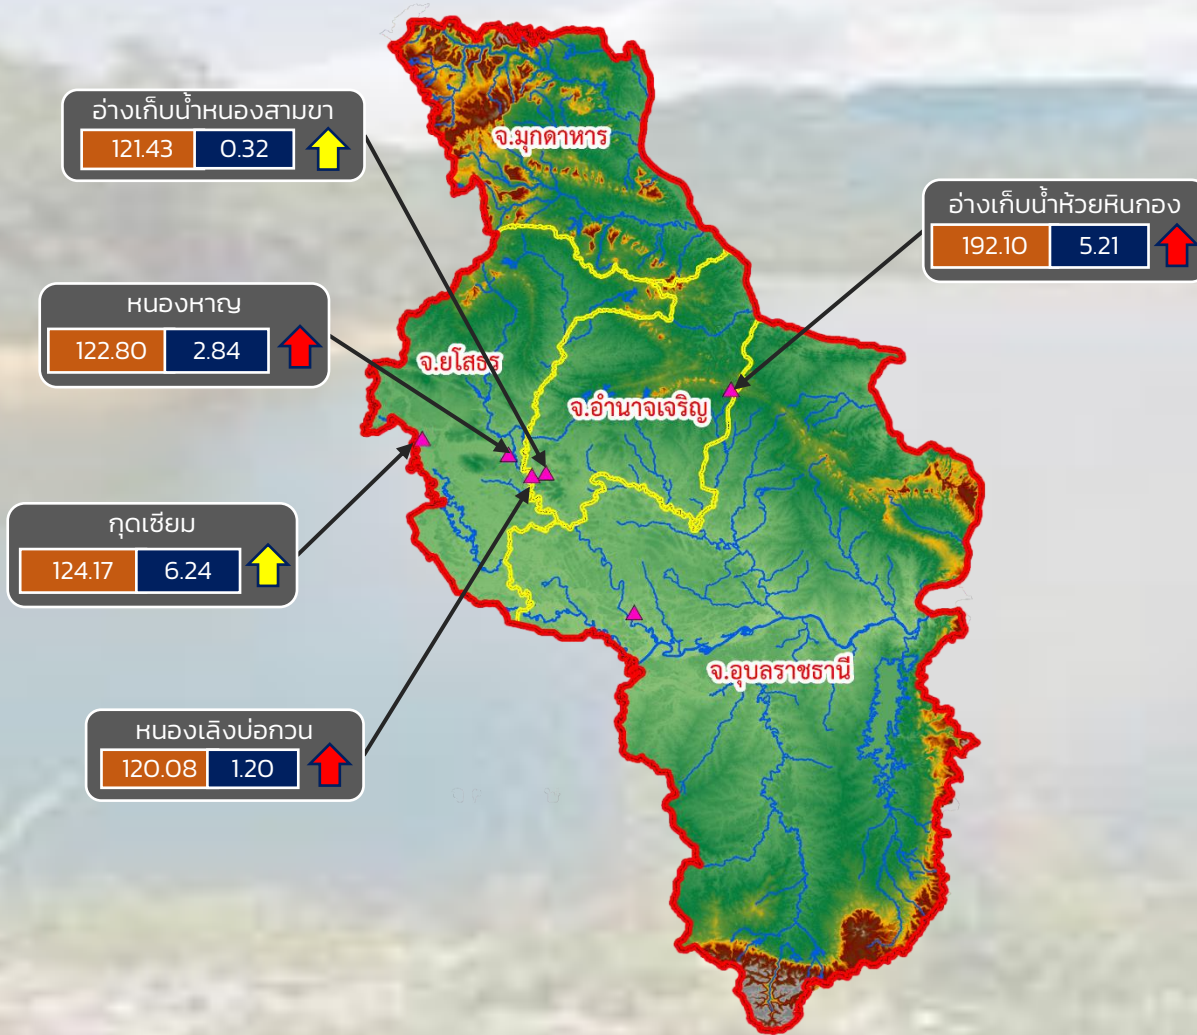 อ่างเก็บน้ำหนองสามขา
121.43 0.32
จ.มุกดาหาร
อ่างเก็บน้ำห้วยหินกอง
192.10 5.21
หนองหาญ
122.80 2.84
จ.ยโสธร
จ.อำนาจเจริญ
กุดเซียม
124.17 6.24
จ.อุบลราชธานี
หนองเลิงบ่อกวน
120.08 1.20